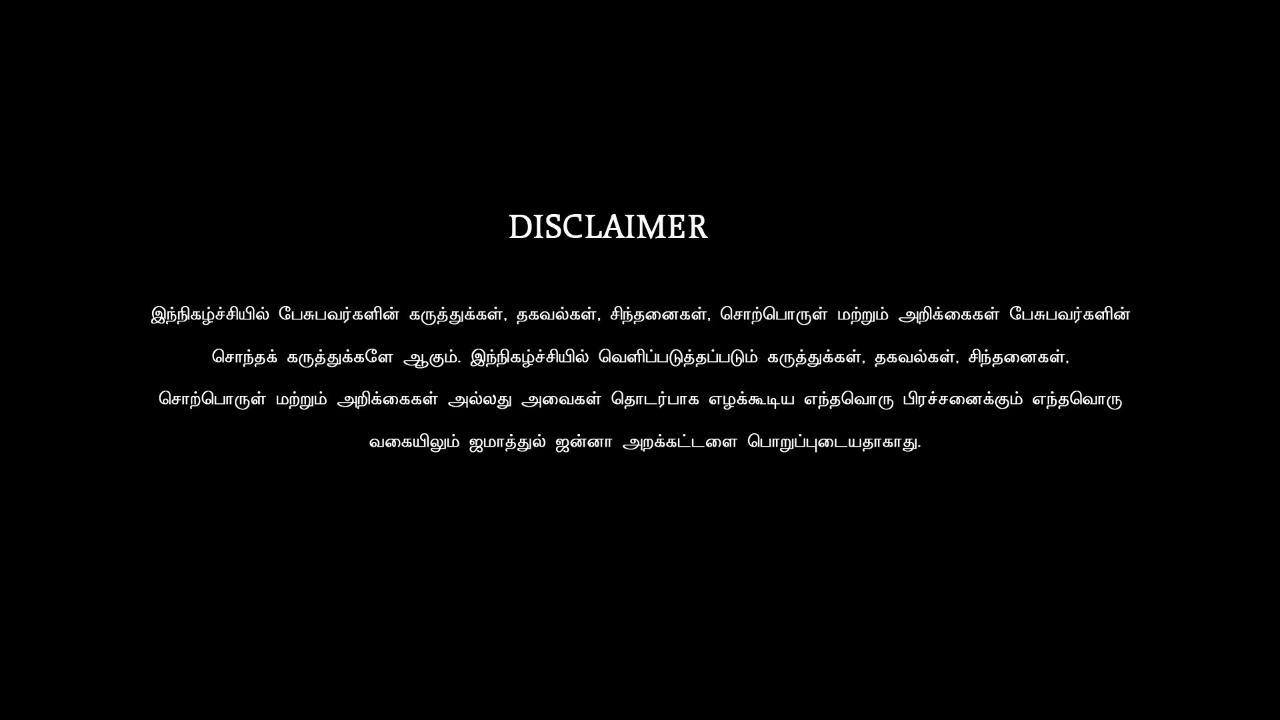 DISCLAIMER
இந்நிகழ்ச்சியில் பேசுபவர்களின் கருத்துக்கள், தகவல்கள், சிந்தனைகள், சொற்பொருள் மற்றும் அறிக்கைகள் பேசுபவர்களின்
சொந்தக் கருத்துக்களே ஆகும். இந்நிகழ்ச்சியில் வெளிப்படுத்தப்படும் கருத்துக்கள், தகவல்கள், சிந்தனைகள்,
சொற்பொருள் மற்றும் அறிக்கைகள் அல்லது அவைகள் தொடர்பாக எழக்கூடிய எந்தவொரு பிரச்சனைக்கும் எந்தவொரு
வகையிலும் ஜமாத்துல் ஜன்னா அறக்கட்டளை பொறுப்புடையதாகாது.